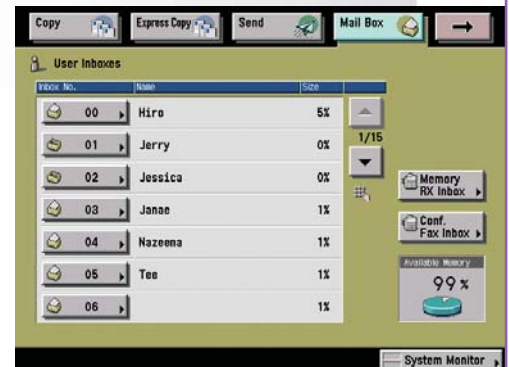 Copy Express Copy Send Mail Box
User Inboxes
Inbox No. Name Size
00 Hiro 5%
01 Jerry 0%
1/15
02 Jessica 0%
Memory
RX Inbox
03 Janae 1%
Conf.
Fax Inbox
04 Nazeena 1%
Available Memory
05 Tee 1%
99 %
06 1%
System Monitor